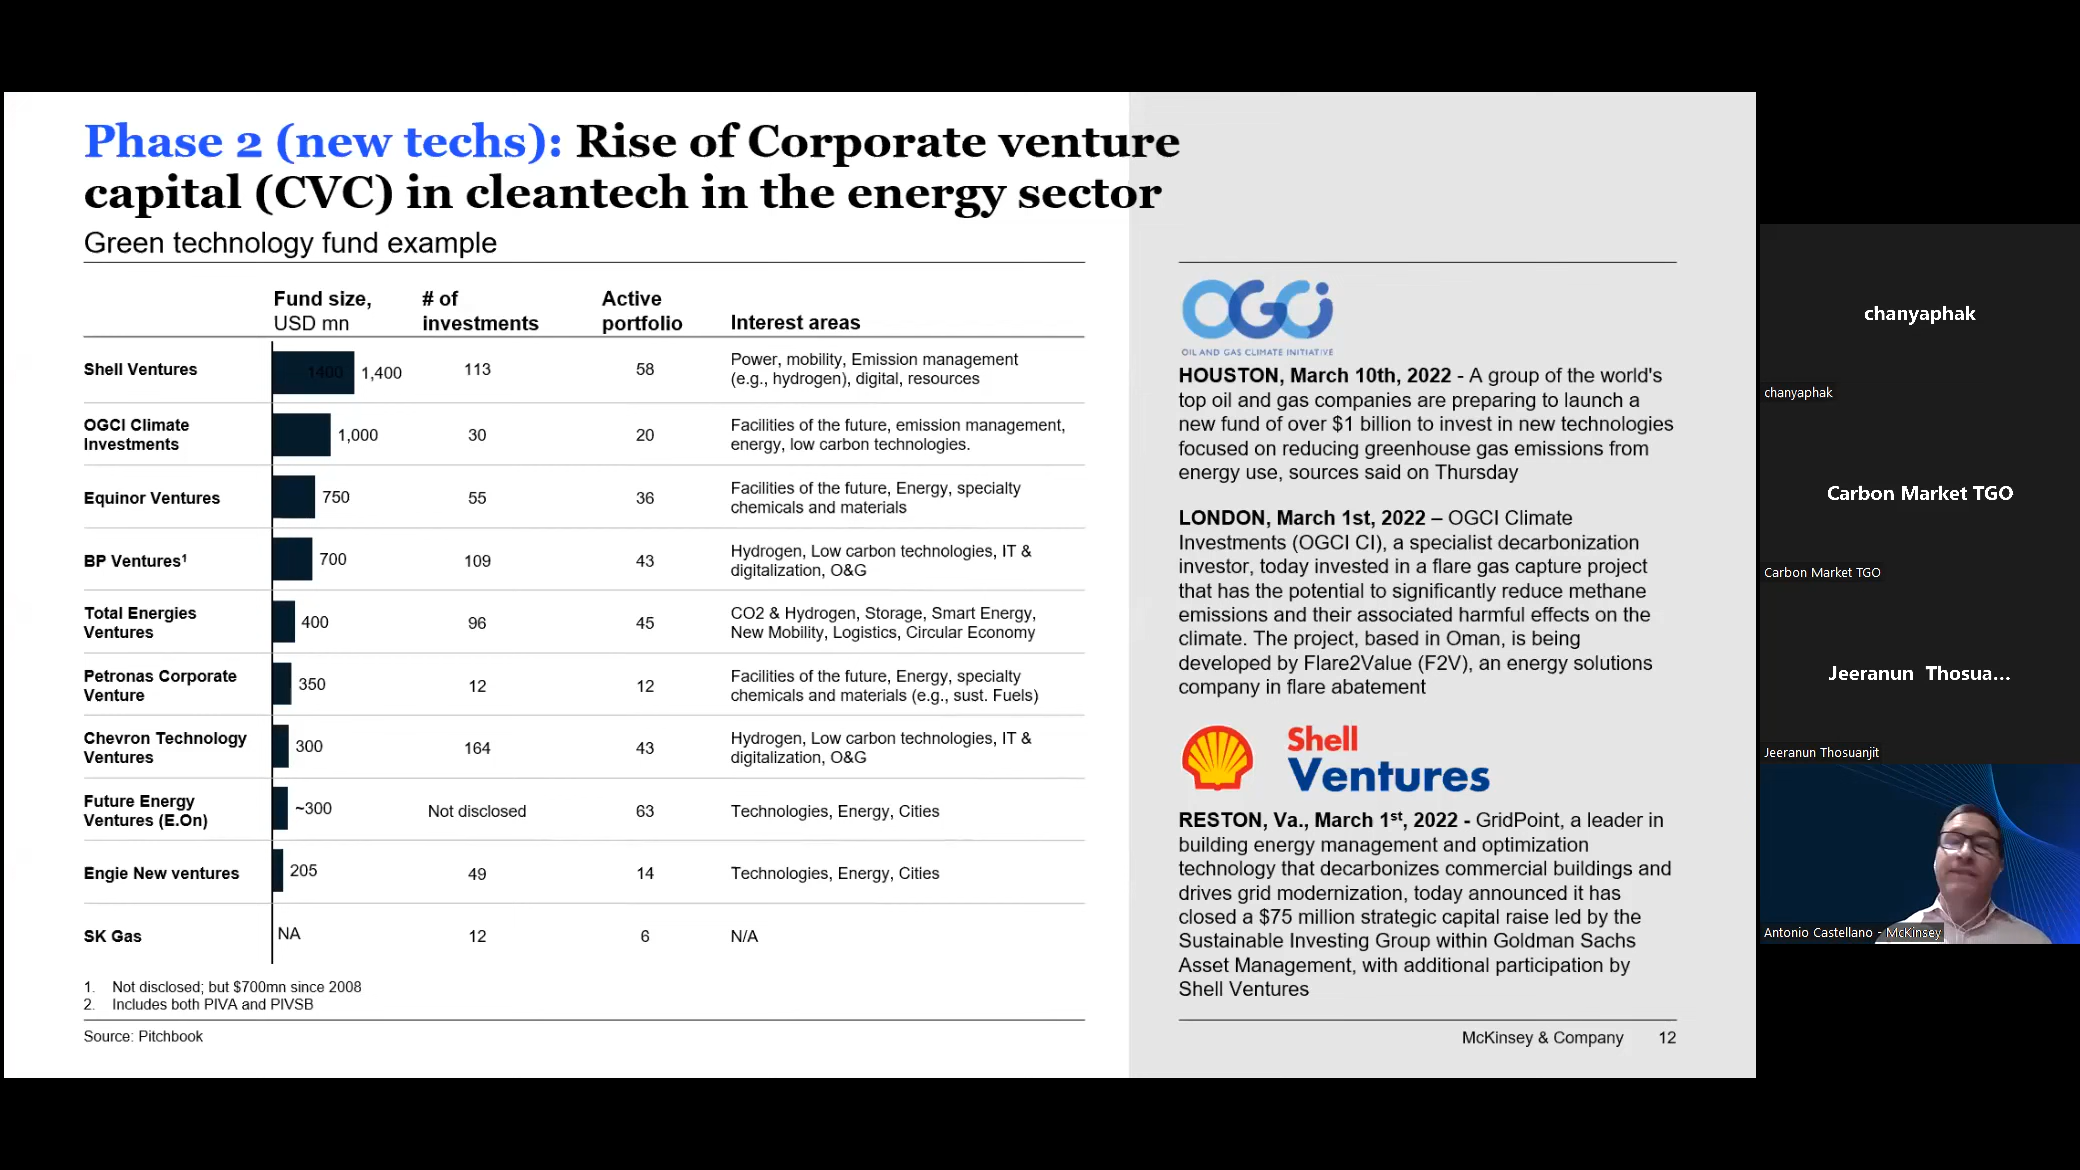 Phase 2 (new techs): Rise of Corporate venture
capital (CVC) in cleantech in the energy sector
Green technology fund example
Fund size,
USD mn
# of
investments
Active
portfolio
Interest areas
Shell Ventures
1400
1,400
113
58
Power, mobility, Emission management
(e.g., hydrogen), digital, resources
OGCI Climate
Investments
1,000
30
20
Facilities of the future, emission management,
energy, low carbon technologies.
Equinor Ventures
750
55
36
Facilities of the future, Energy, specialty
chemicals and materials
BP Ventures¹
700
109
43
Hydrogen, Low carbon technologies, IT &
digitalization, O&G
Total Energies
Ventures
400
96
45
CO2 & Hydrogen, Storage, Smart Energy,
New Mobility, Logistics, Circular Economy
Petronas Corporate
Venture
350
12
12
Facilities of the future, Energy, specialty
chemicals and materials (e.g., sust. Fuels)
Chevron Technology
Ventures
300
164
43
Hydrogen, Low carbon technologies, IT &
digitalization, O&G
Future Energy
Ventures (E.On)
~300
Not disclosed
63
Technologies, Energy, Cities
Engie New ventures
205
49
14
Technologies, Energy, Cities
SK Gas
NA
12
6
N/A
1. Not disclosed; but $700mn since 2008
2. Includes both PIVA and PIVSB
Source: Pitchbook
OGCI
OIL AND GAS CLIMATE INITIATIVE
HOUSTON, March 10th, 2022 - A group of the world's
top oil and gas companies are preparing to launch a
new fund of over $1 billion to invest in new technologies
focused on reducing greenhouse gas emissions from
energy use, sources said on Thursday
LONDON, March 1st, 2022 – OGCI Climate
Investments (OGCI CI), a specialist decarbonization
investor, today invested in a flare gas capture project
that has the potential to significantly reduce methane
emissions and their associated harmful effects on the
climate. The project, based in Oman, is being
developed by Flare2Value (F2V), an energy solutions
company in flare abatement
Shell
Ventures
RESTON, Va., March 1st, 2022 - GridPoint, a leader in
building energy management and optimization
technology that decarbonizes commercial buildings and
drives grid modernization, today announced it has
closed a $75 million strategic capital raise led by the
Sustainable Investing Group within Goldman Sachs
Asset Management, with additional participation by
Shell Ventures
McKinsey & Company 12
chanyaphak
chanyaphak
Carbon Market TGO
Carbon Market TGO
Jeeranun Thosua...
Jeeranun Thosuanjit
Antonio Castellano - McKinsey